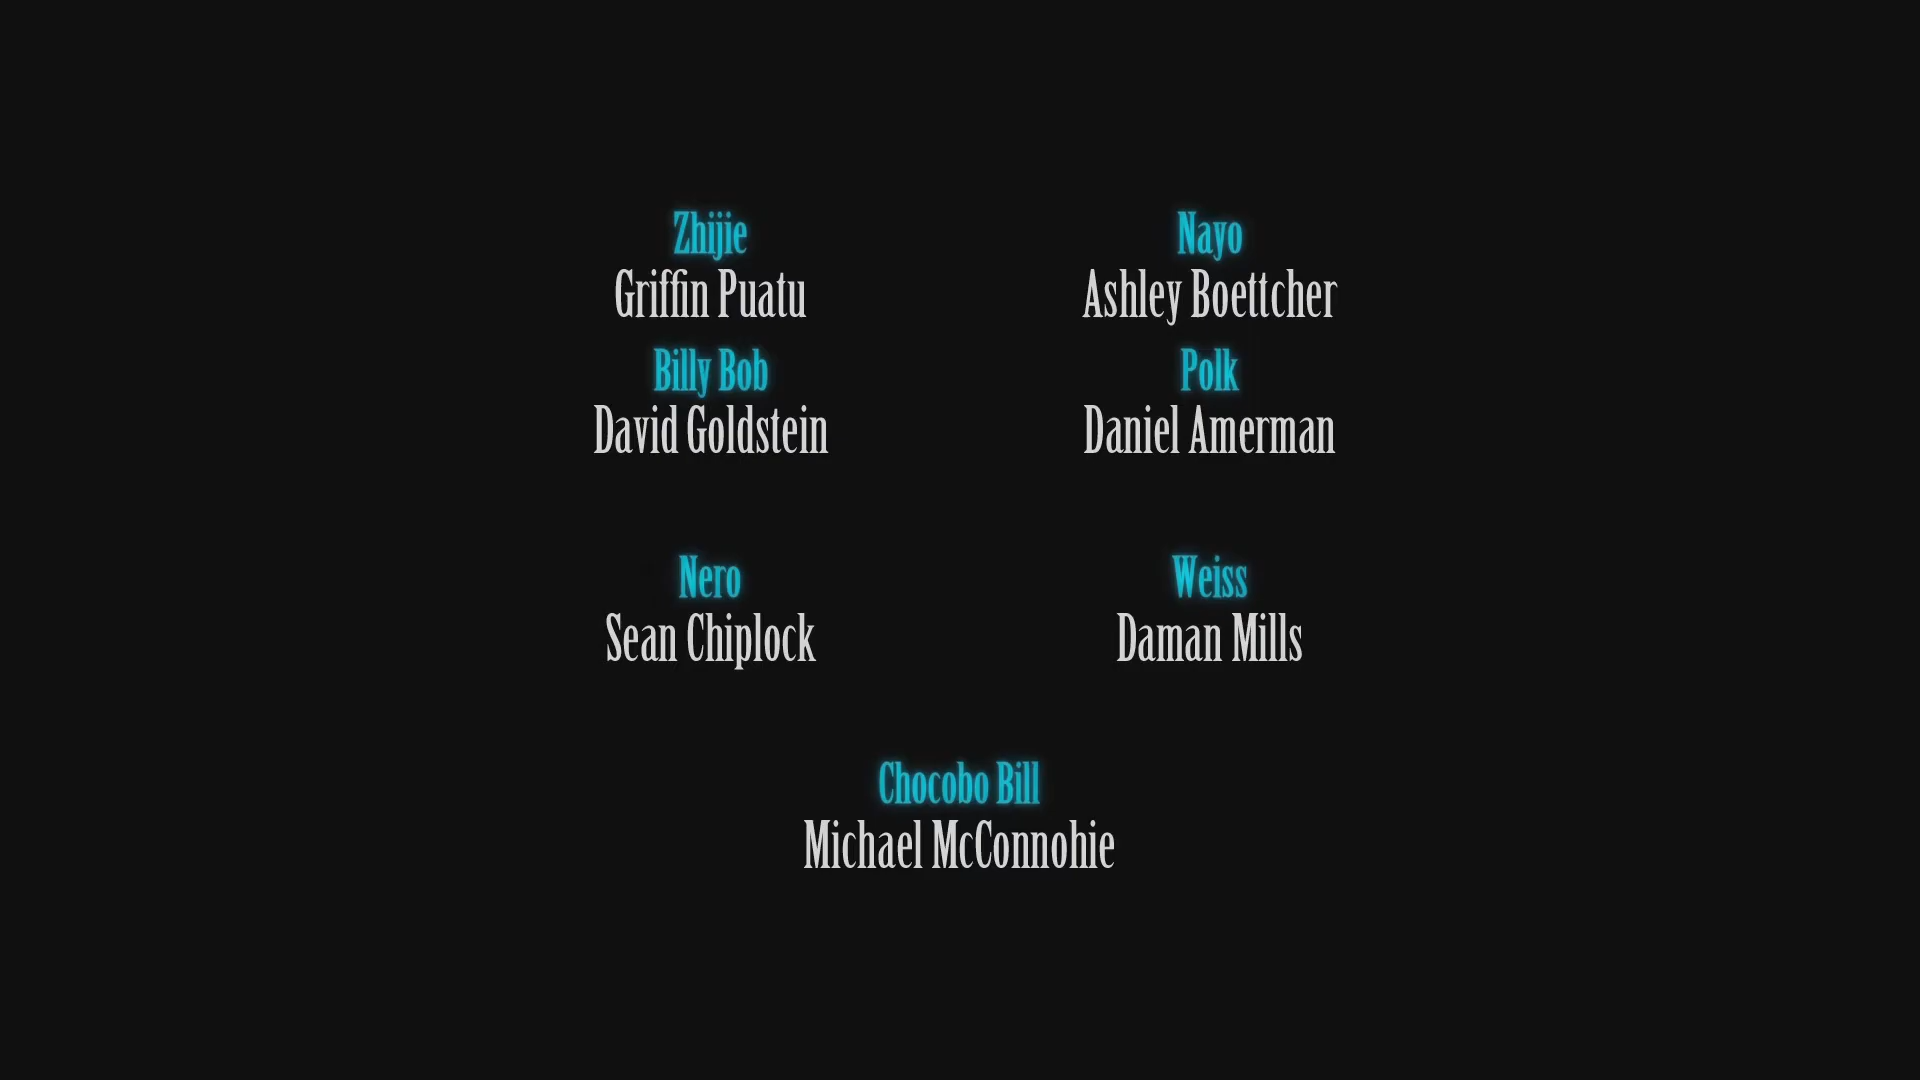 Zhijie
Griffin Puatu
Nayo
Ashley Boettcher
Billy Bob
David Goldstein
Polk
Daniel Amerman
Nero
Sean Chiplock
Weiss
Daman Mills
Chocobo Bill
Michael McConnohie